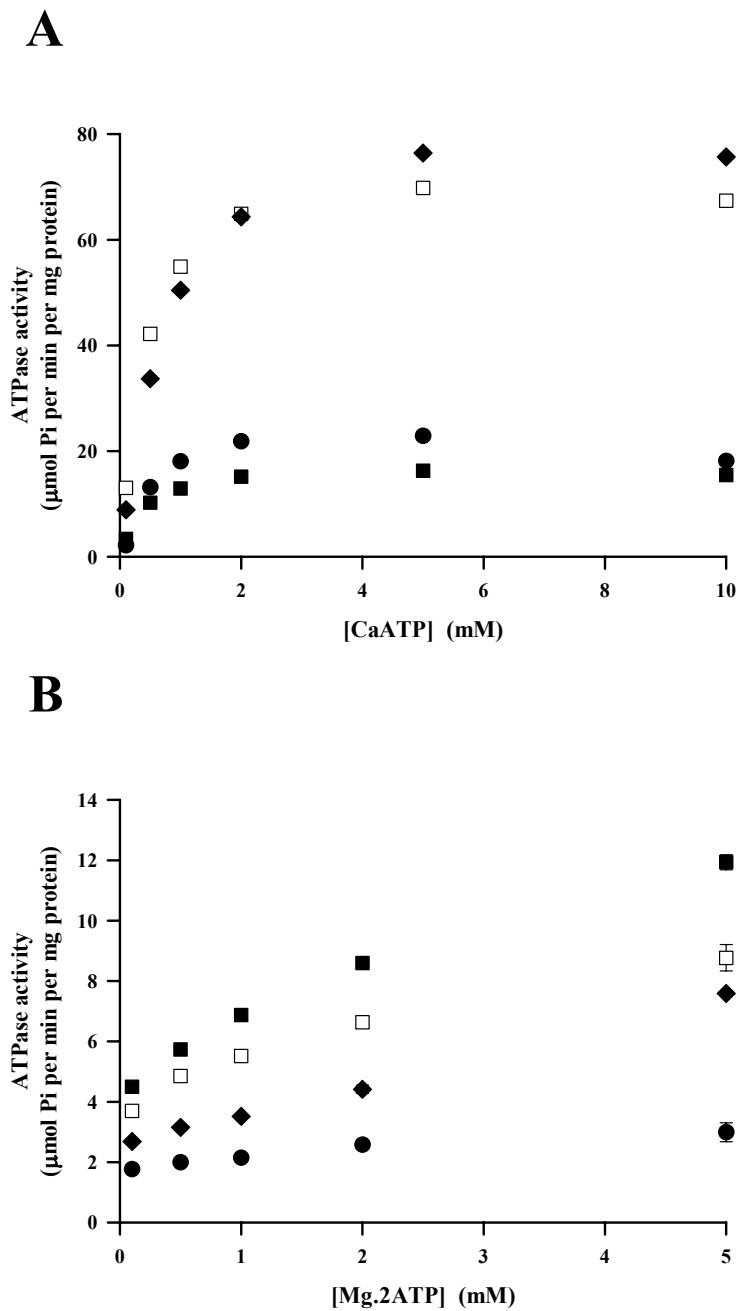 A
80
60
40
20
0
ATPase activity
(μmol Pi per min per mg protein)
0 2 4 6 8 10
[CaATP] (mM)
B
14
12
10
8
6
4
2
0
ATPase activity
(μmol Pi per min per mg protein)
0 1 2 3 4 5
[Mg.2ATP] (mM)